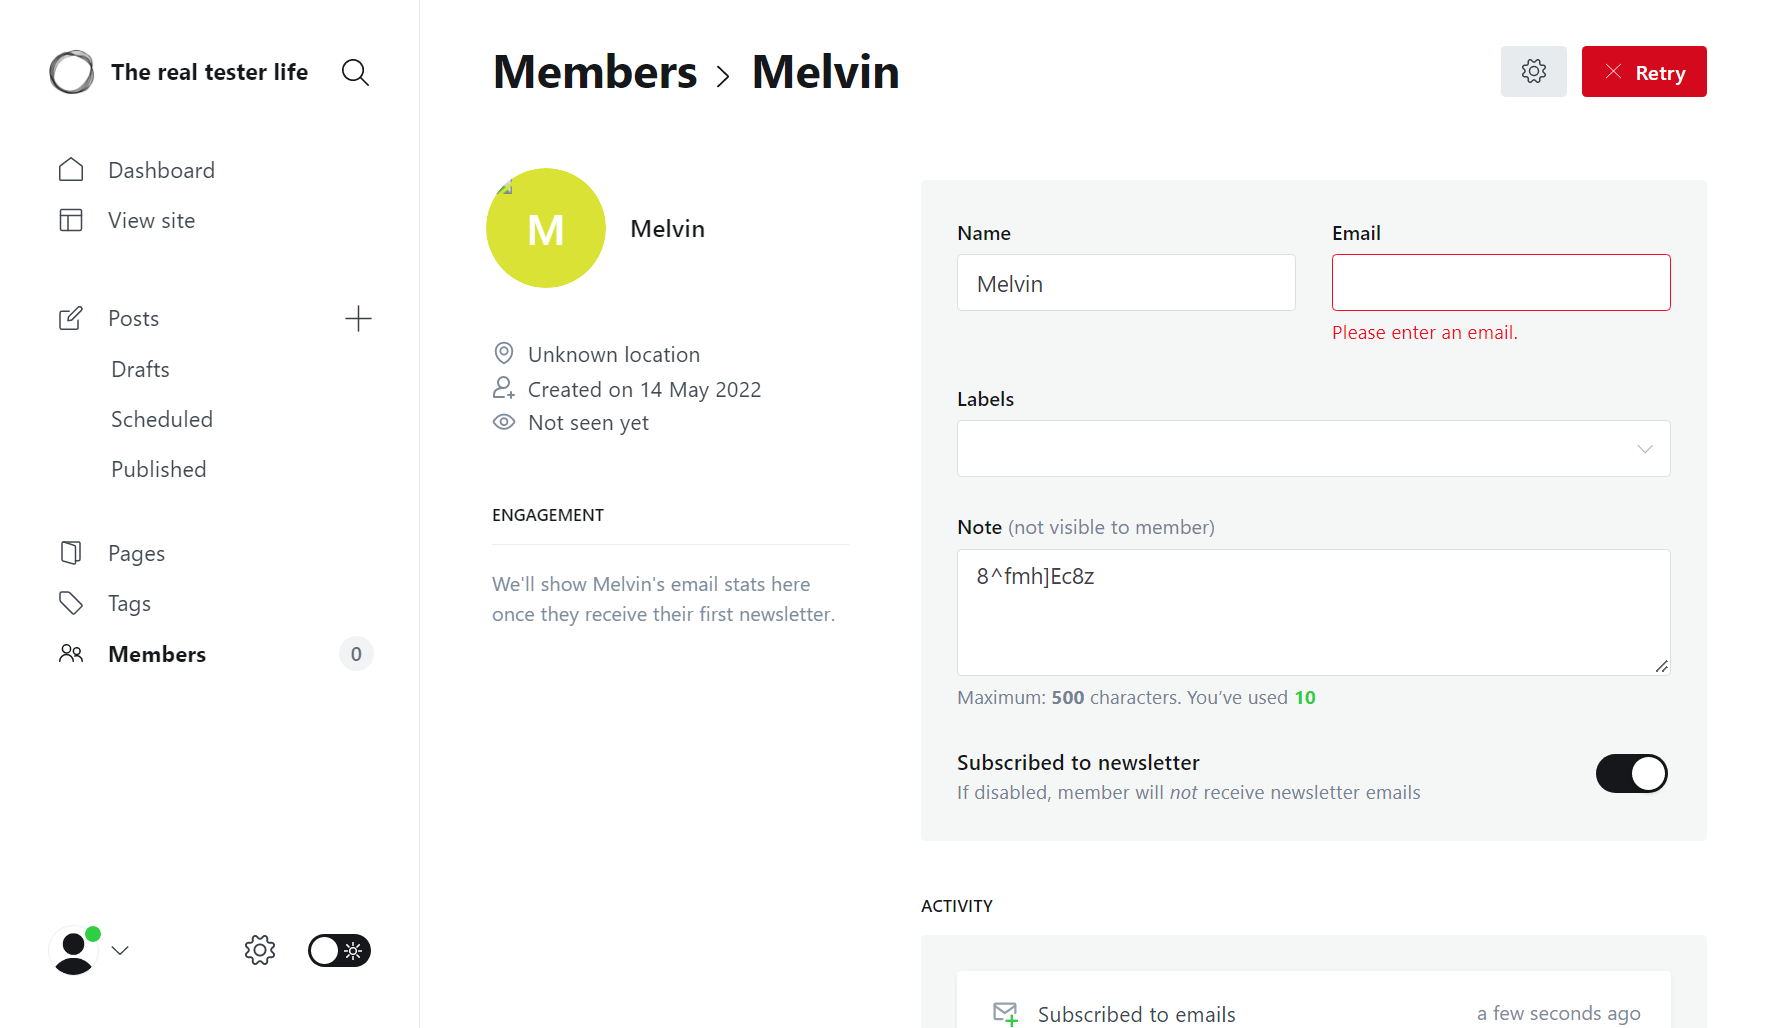 The real tester life
Dashboard
View site
Posts
Drafts
Scheduled
Published
Pages
Tags
Members
0
Members
Melvin
Retry
M
Melvin
Unknown location
Created on 14 May 2022
Not seen yet
ENGAGEMENT
We'll show Melvin's email stats here
once they receive their first newsletter.
Name
Melvin
Email
Please enter an email.
Labels
Note (not visible to member)
8^fmh]Ec8z
Maximum: 500 characters. You’ve used 10
Subscribed to newsletter
If disabled, member will not receive newsletter emails
ACTIVITY
Subscribed to emails
a few seconds ago